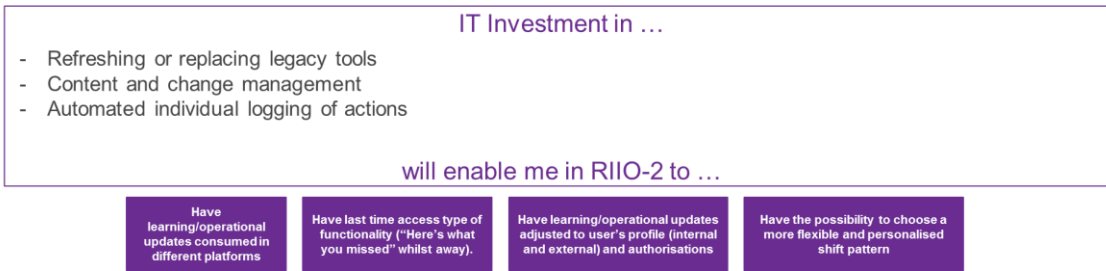 IT Investment in …
- Refreshing or replacing legacy tools
- Content and change management
- Automated individual logging of actions
will enable me in RIIO-2 to …
Have
learning/operational
updates consumed in
different platforms
Have last time access type of
functionality (“Here’s what
you missed” whilst away).
Have learning/operational updates
adjusted to user’s profile (internal
and external) and authorisations
Have the possibility to choose a
more flexible and personalised
shift pattern